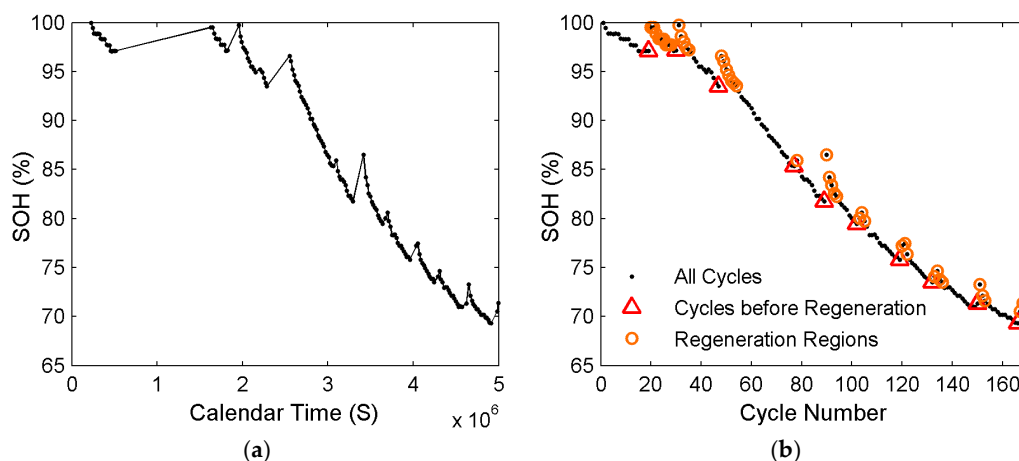 100
95
90
85
80
75
70
65
SOH (%)
0 1 2 3 4 5
Calendar Time (S)
x 10⁶
(a)
100
95
90
85
80
75
70
65
SOH (%)
All Cycles
Cycles before Regeneration
Regeneration Regions
0 20 40 60 80 100 120 140 160
Cycle Number
(b)